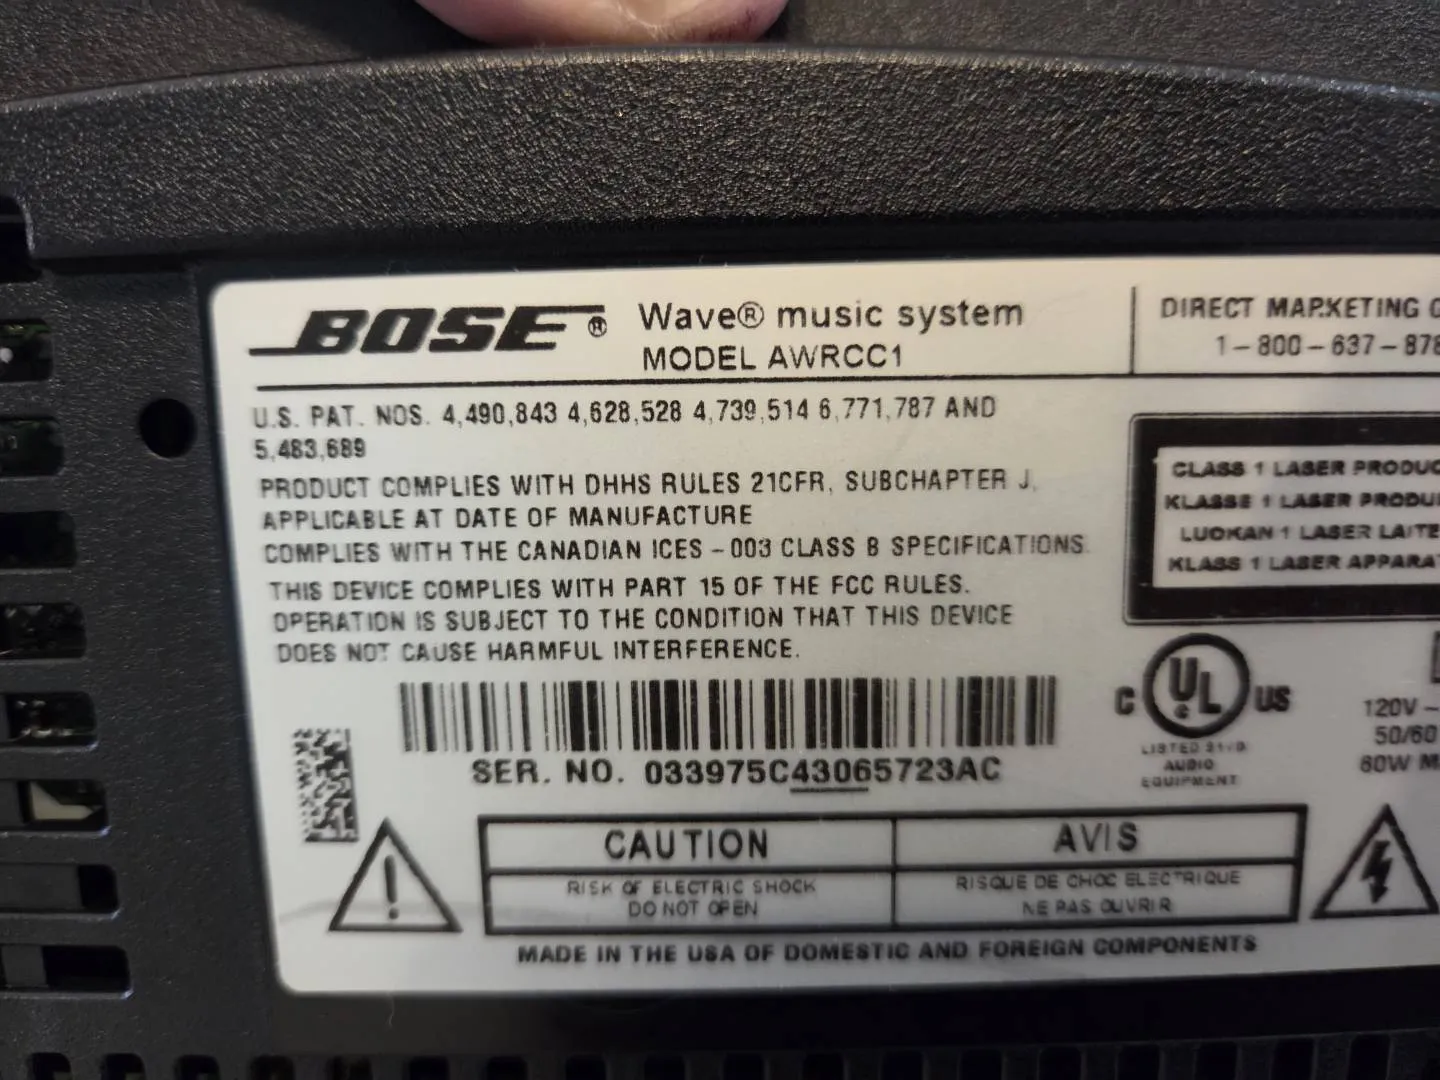 BOSE®
Wave® music system
MODEL AWRCC1
DIRECT MARKETING
1-800-637-878
U.S. PAT. NOS. 4,490,843 4,628,528 4,739,514 6,771,787 AND
5,483,689
PRODUCT COMPLIES WITH DHHS RULES 21CFR, SUBCHAPTER J,
APPLICABLE AT DATE OF MANUFACTURE
COMPLIES WITH THE CANADIAN ICES-003 CLASS B SPECIFICATIONS.
THIS DEVICE COMPLIES WITH PART 15 OF THE FCC RULES.
OPERATION IS SUBJECT TO THE CONDITION THAT THIS DEVICE
DOES NOT CAUSE HARMFUL INTERFERENCE.
CLASS 1 LASER PRODUC
KLASSE 1 LASER PRODU
LUOKAN 1 LASER LAITE
KLASS 1 LASER APPARA
C UL US
LISTED
AUDIO
EQUIPMENT
120V ~
50/60
60W M
SER. NO. 033975C43065723AC
CAUTION
RISK OF ELECTRIC SHOCK
DO NOT OPEN
AVIS
RISQUE DE CHOC ELECTRIQUE
NE PAS OUVRIR
MADE IN THE USA OF DOMESTIC AND FOREIGN COMPONENTS